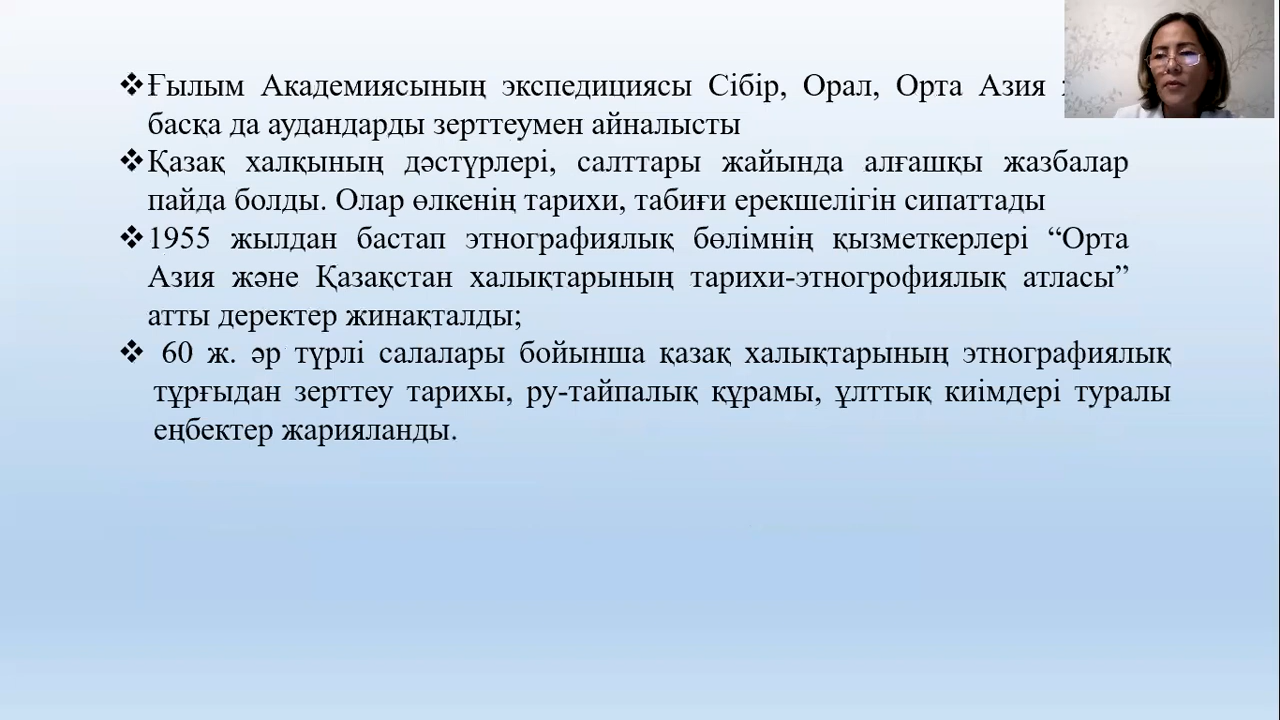 ❖Ғылым Академиясының экспедициясы Сібір, Орал, Орта Азия
басқа да аудандарды зерттеумен айналысты
❖Қазақ халқының дәстүрлері, салттары жайында алғашқы жазбалар
пайда болды. Олар өлкенің тарихи, табиғи ерекшелігін сипаттады
❖1955 жылдан бастап этнографиялық бөлімнің қызметкерлері “Орта
Азия және Қазақстан халықтарының тарихи-этногрофиялық атласы”
атты деректер жинақталды;
❖ 60 ж. әр түрлі салалары бойынша қазақ халықтарының этнографиялық
тұрғыдан зерттеу тарихы, ру-тайпалық құрамы, ұлттық киімдері туралы
еңбектер жарияланды.